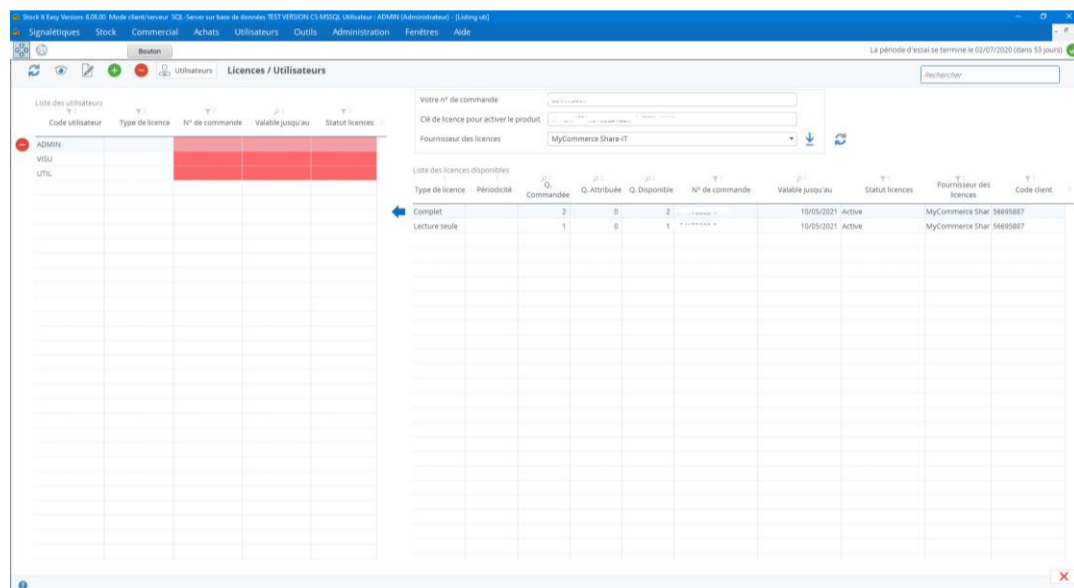 Stock It Easy Version: 8.08.00 Mode client/serveur SQL-Server sur base de données TEST VERSION CS MSSQL Utilisateur : ADMIN (Administrateur) - [Listing uti]
Signalétiques Stock Commercial Achats Utilisateurs Outils Administration Fenêtres Aide
Bouton La période d'essai se termine le 02/07/2020 (dans 53 jours)
Utilisateurs Licences / Utilisateurs Rechercher
Liste des utilisateurs
Code utilisateur Type de licence N° de commande Valable jusqu'au Statut licences
ADMIN
VISU
UTIL
Votre n° de commande
Clé de licence pour activer le produit
Fournisseur des licences MyCommerce Share-IT
Liste des licences disponibles
Type de licence Périodicité Q. Commandée Q. Attribuée Q. Disponible N° de commande Valable jusqu'au Statut licences Fournisseur des licences Code client
Complet 2 0 2 10/05/2021 Active MyCommerce Shar 56695887
Lecture seule 1 0 1 10/05/2021 Active MyCommerce Shar 56695887